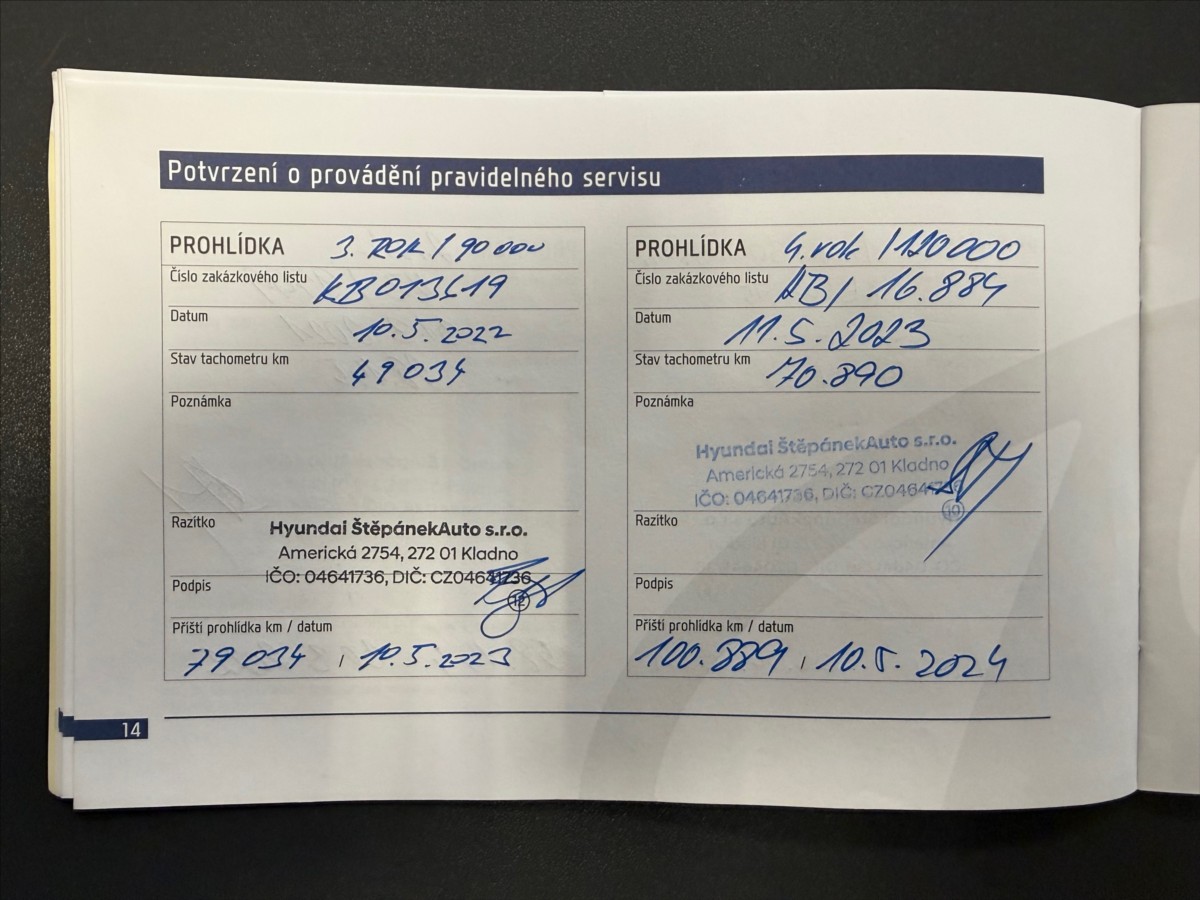 Potvrzení o provádění pravidelného servisu
PROHLÍDKA 3. ROK / 90 000
Číslo zakázkového listu KB013619
Datum 10.5.2022
Stav tachometru km 49 034
Poznámka
Razítko
Hyundai ŠtěpánekAuto s.r.o.
Americká 2754, 272 01 Kladno
IČO: 04641736, DIČ: CZ04641736
Podpis
12
Příští prohlídka km / datum
79 034 / 10.5.2023
PROHLÍDKA 4. rok / 120000
Číslo zakázkového listu 16.884
Datum 11.5.2023
Stav tachometru km 70.890
Poznámka
Hyundai ŠtěpánekAuto s.r.o.
Americká 2754, 272 01 Kladno
IČO: 04641736, DIČ: CZ04641736
10
Razítko
Podpis
Příští prohlídka km / datum
100.889 / 10.5.2024
14